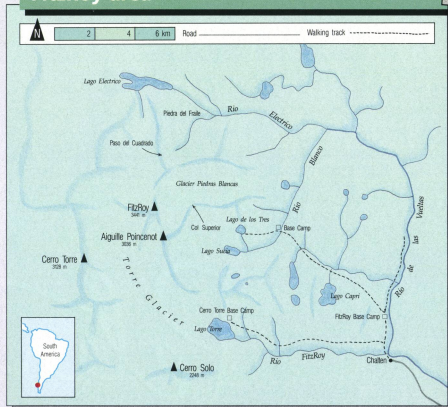 FitzRoy area
N
2 4 6 km Road Walking track
Lago Electrico
Piedra del Fraile
Rio Electrico
Paso del Cuadrado
Rio Blanco
Glacier Piedras Blancas
FitzRoy
3441 m
Col Superior
Lago de los Tres
Base Camp
Aiguille Poincenot
3036 m
Lago Sucia
Cerro Torre
3128 m
Torre Glacier
Rio de las Vueltas
Lago Capri
Cerro Torre Base Camp
FitzRoy Base Camp
Lago Torre
Rio FitzRoy
Chalten
South
America
Cerro Solo
2248 m